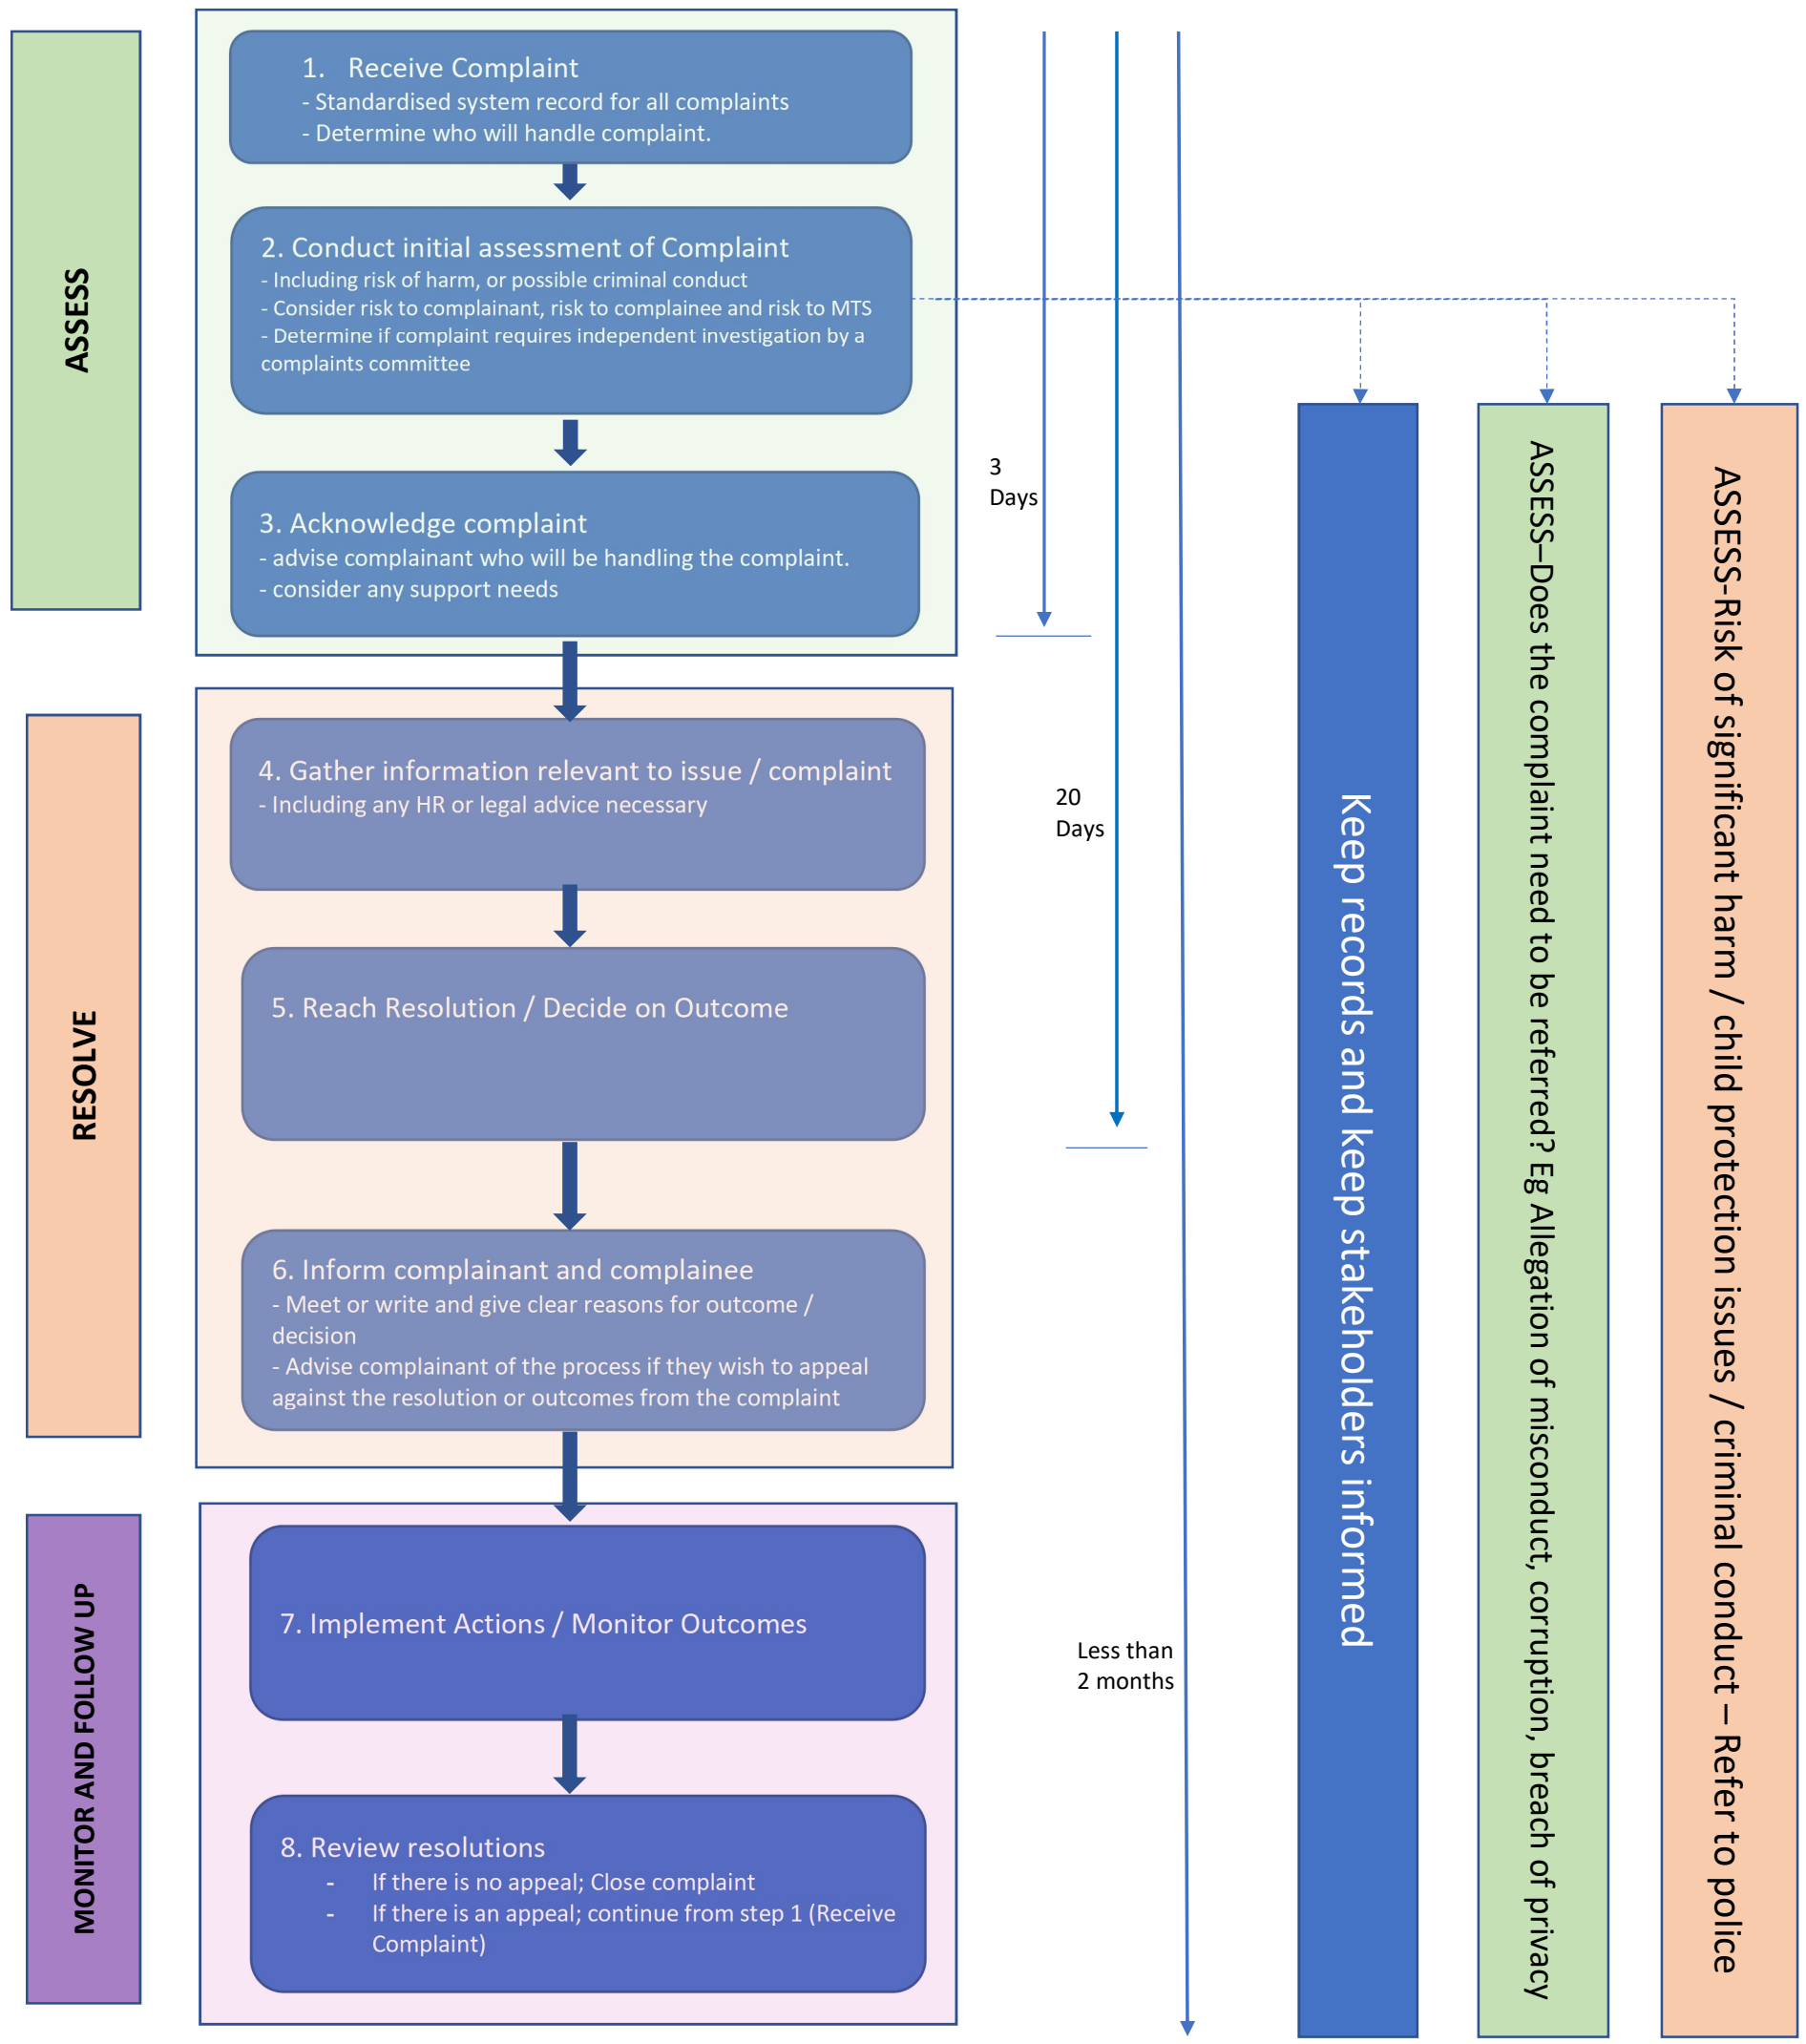 ASSESS
1. Receive Complaint
- Standardised system record for all complaints
- Determine who will handle complaint.
2. Conduct initial assessment of Complaint
- Including risk of harm, or possible criminal conduct
- Consider risk to complainant, risk to complainee and risk to MTS
- Determine if complaint requires independent investigation by a
complaints committee
3. Acknowledge complaint
- advise complainant who will be handling the complaint.
- consider any support needs
3
Days
RESOLVE
4. Gather information relevant to issue / complaint
- Including any HR or legal advice necessary
5. Reach Resolution / Decide on Outcome
6. Inform complainant and complainee
- Meet or write and give clear reasons for outcome /
decision
- Advise complainant of the process if they wish to appeal
against the resolution or outcomes from the complaint
20
Days
MONITOR AND FOLLOW UP
7. Implement Actions / Monitor Outcomes
8. Review resolutions
- If there is no appeal; Close complaint
- If there is an appeal; continue from step 1 (Receive
Complaint)
Less than
2 months
Keep records and keep stakeholders informed
ASSESS–Does the complaint need to be referred? Eg Allegation of misconduct, corruption, breach of privacy
ASSESS-Risk of significant harm / child protection issues / criminal conduct – Refer to police